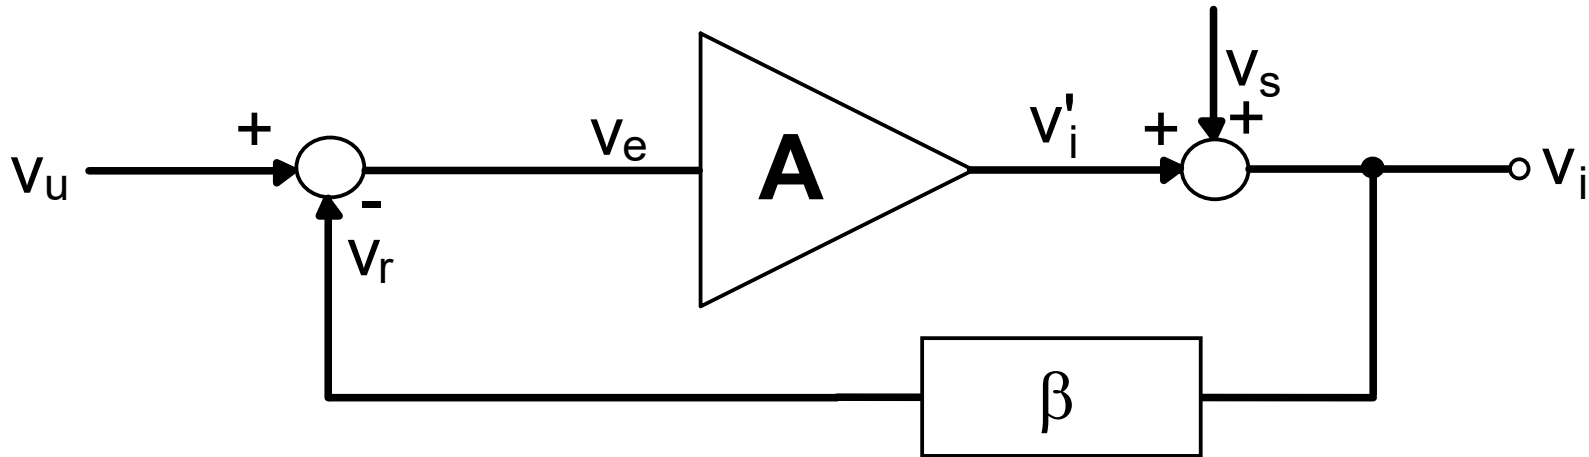 v_s
+ v_e A v'_i + +
v_u v_i
-
v_r
β